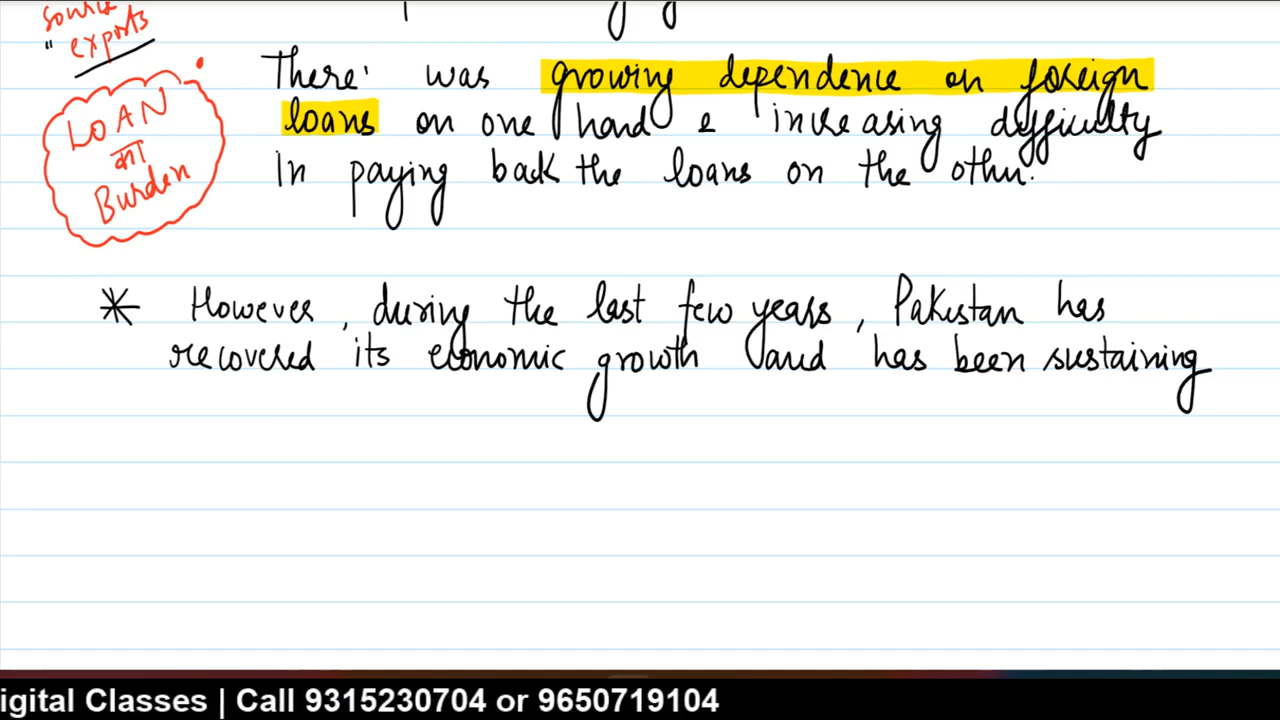 source
" exports
There was growing dependence on foreign
loans on one hand & increasing difficulty
In paying back the loans on the other.
LOAN
का
Burden
* However, during the last few years, Pakistan has
recovered its economic growth and has been sustaining
igital Classes | Call 9315230704 or 9650719104